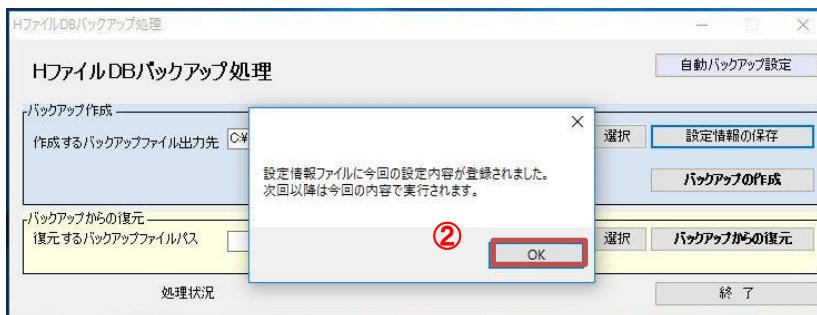 HファイルDBバックアップ処理
HファイルDBバックアップ処理
自動バックアップ設定
バックアップ作成
作成するバックアップファイル出力先 C:¥
選択
設定情報の保存
バックアップの作成
設定情報ファイルに今回の設定内容が登録されました。
次回以降は今回の内容で実行されます。
②
OK
バックアップからの復元
復元するバックアップファイルパス
選択
バックアップからの復元
処理状況
終 了